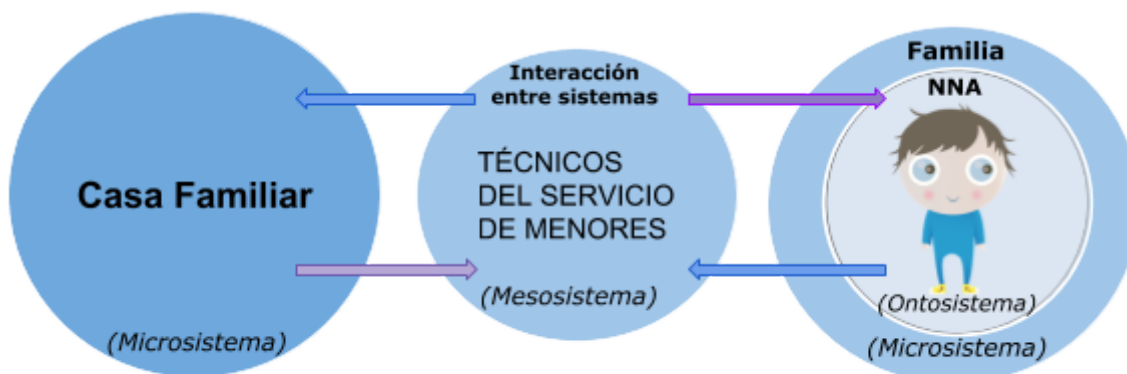 Casa Familiar
(Microsistema)
Interacción
entre sistemas
TÉCNICOS
DEL SERVICIO
DE MENORES
(Mesosistema)
Familia
NNA
(Ontosistema)
(Microsistema)